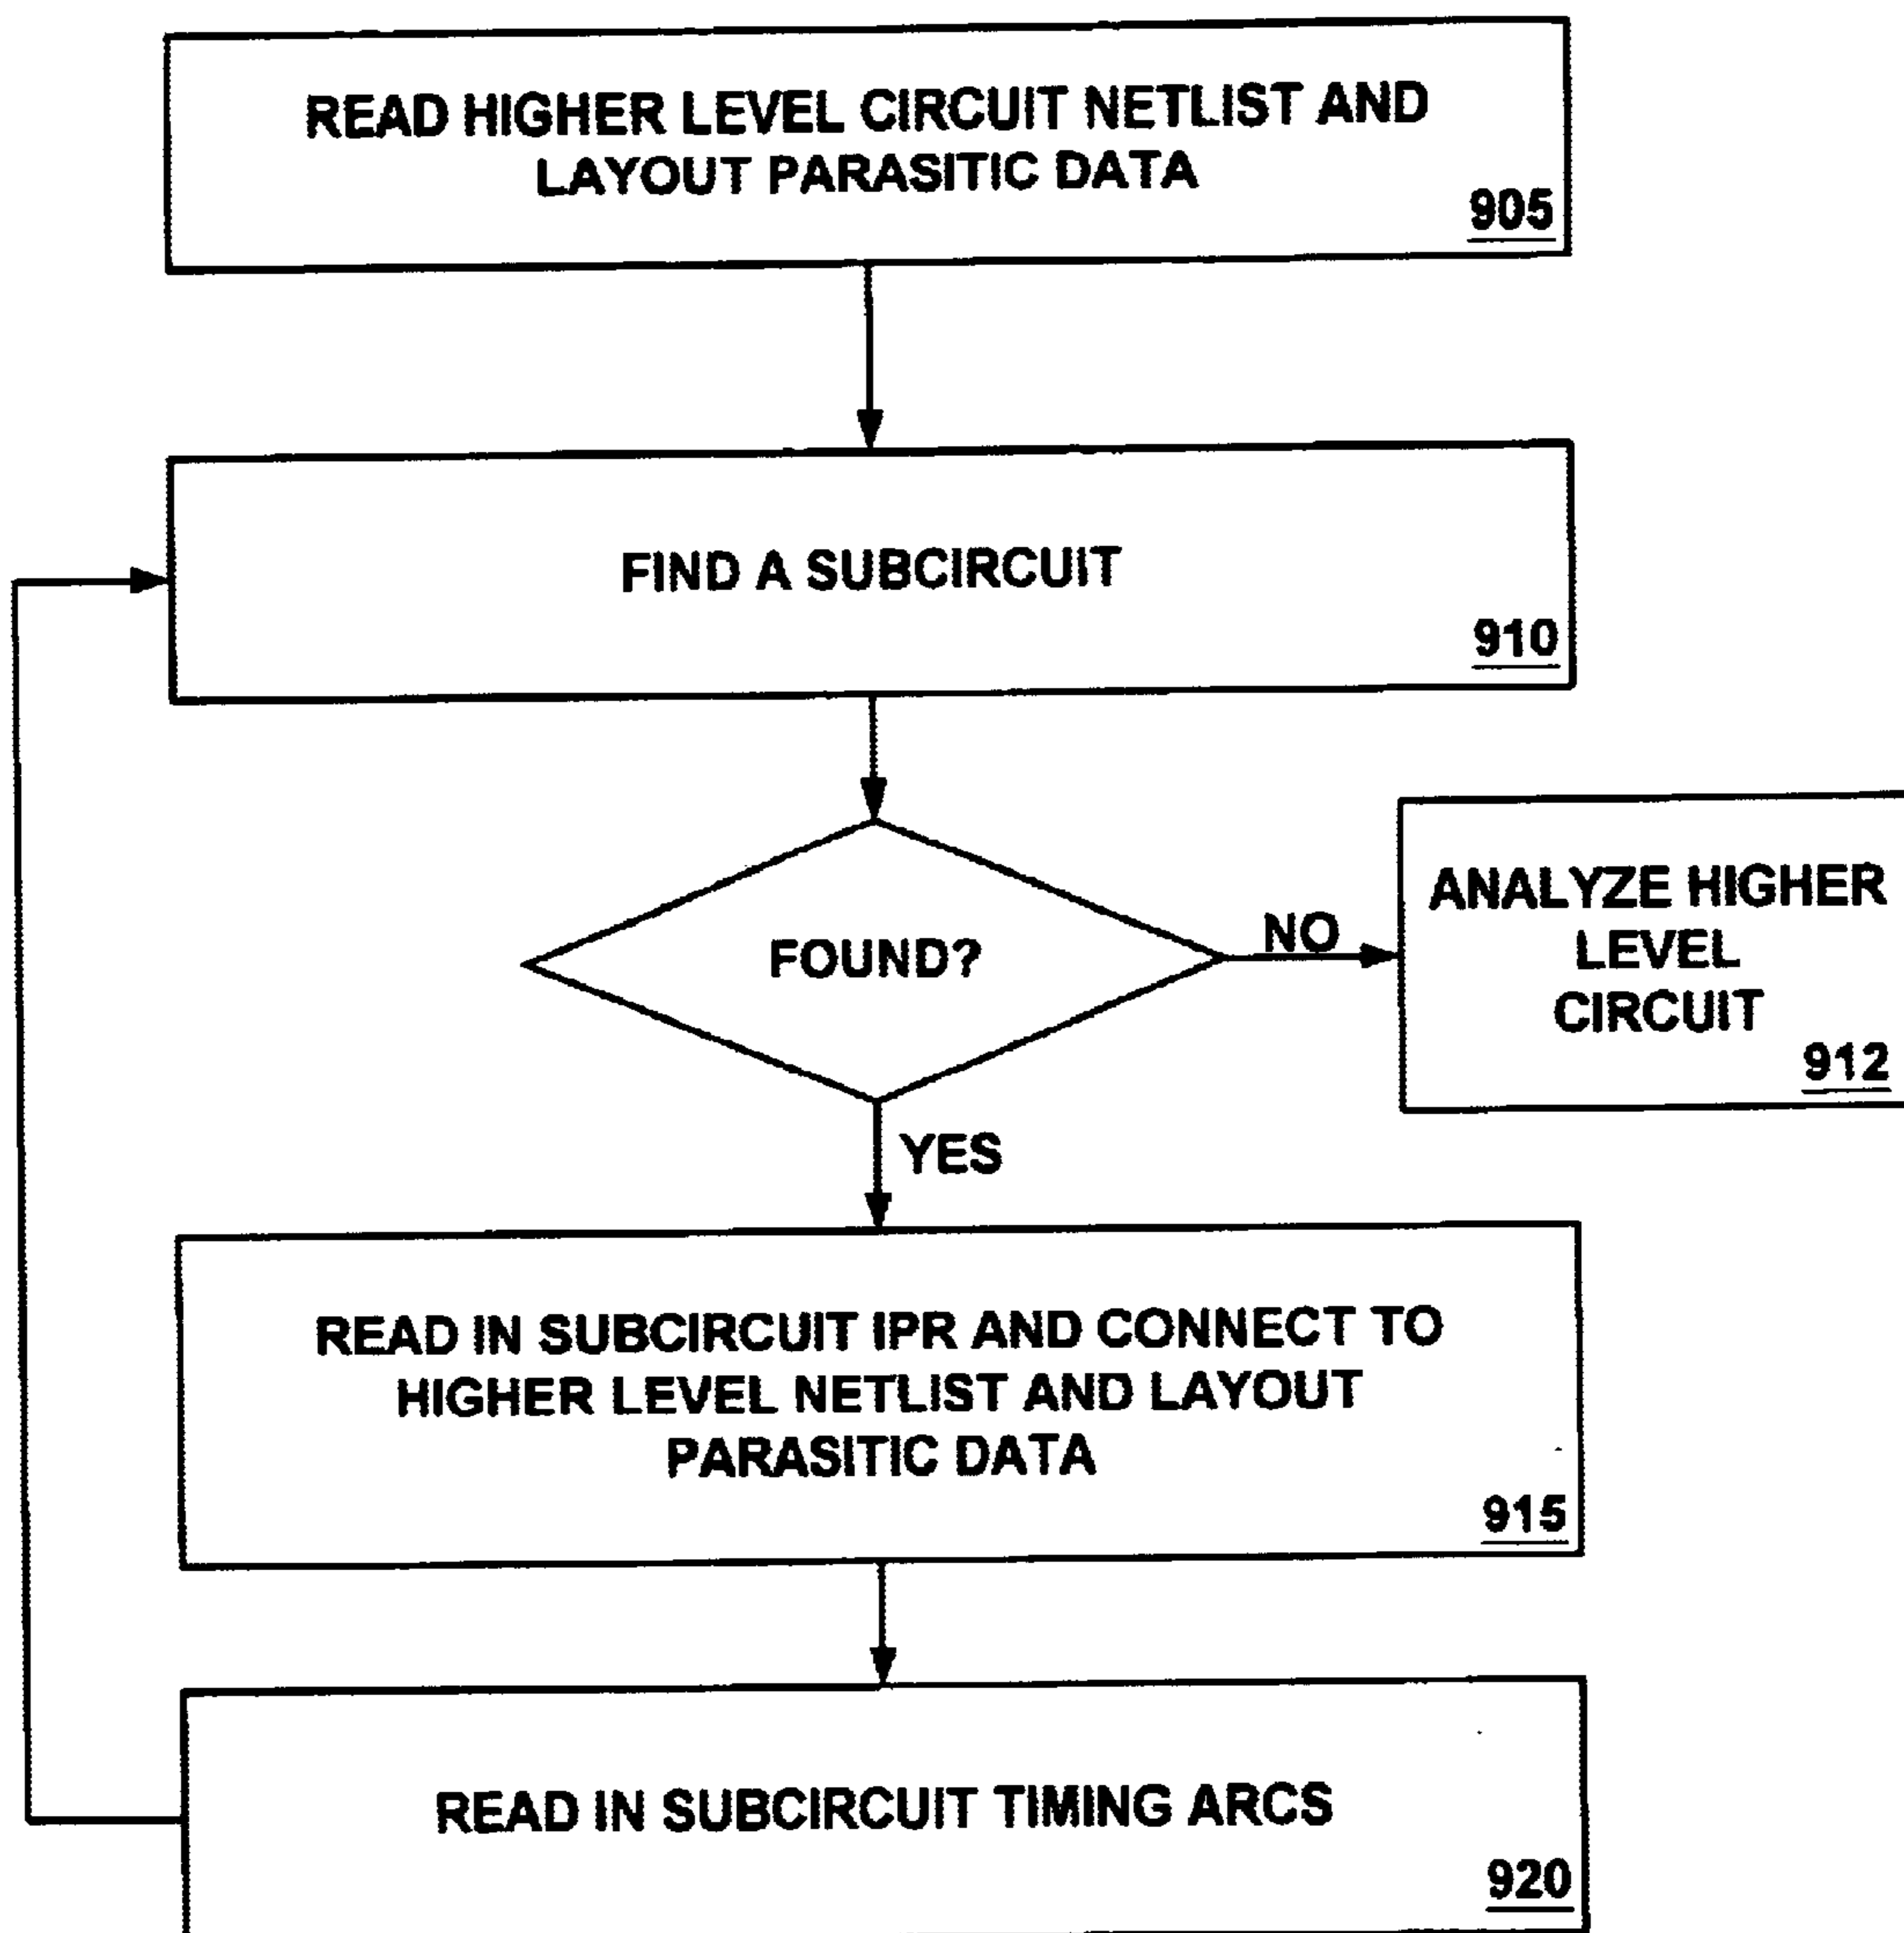 READ HIGHER LEVEL CIRCUIT NETLIST AND
LAYOUT PARASITIC DATA
905
FIND A SUBCIRCUIT
910
FOUND?
NO
ANALYZE HIGHER
LEVEL
CIRCUIT
912
YES
READ IN SUBCIRCUIT IPR AND CONNECT TO
HIGHER LEVEL NETLIST AND LAYOUT
PARASITIC DATA
915
READ IN SUBCIRCUIT TIMING ARCS
920